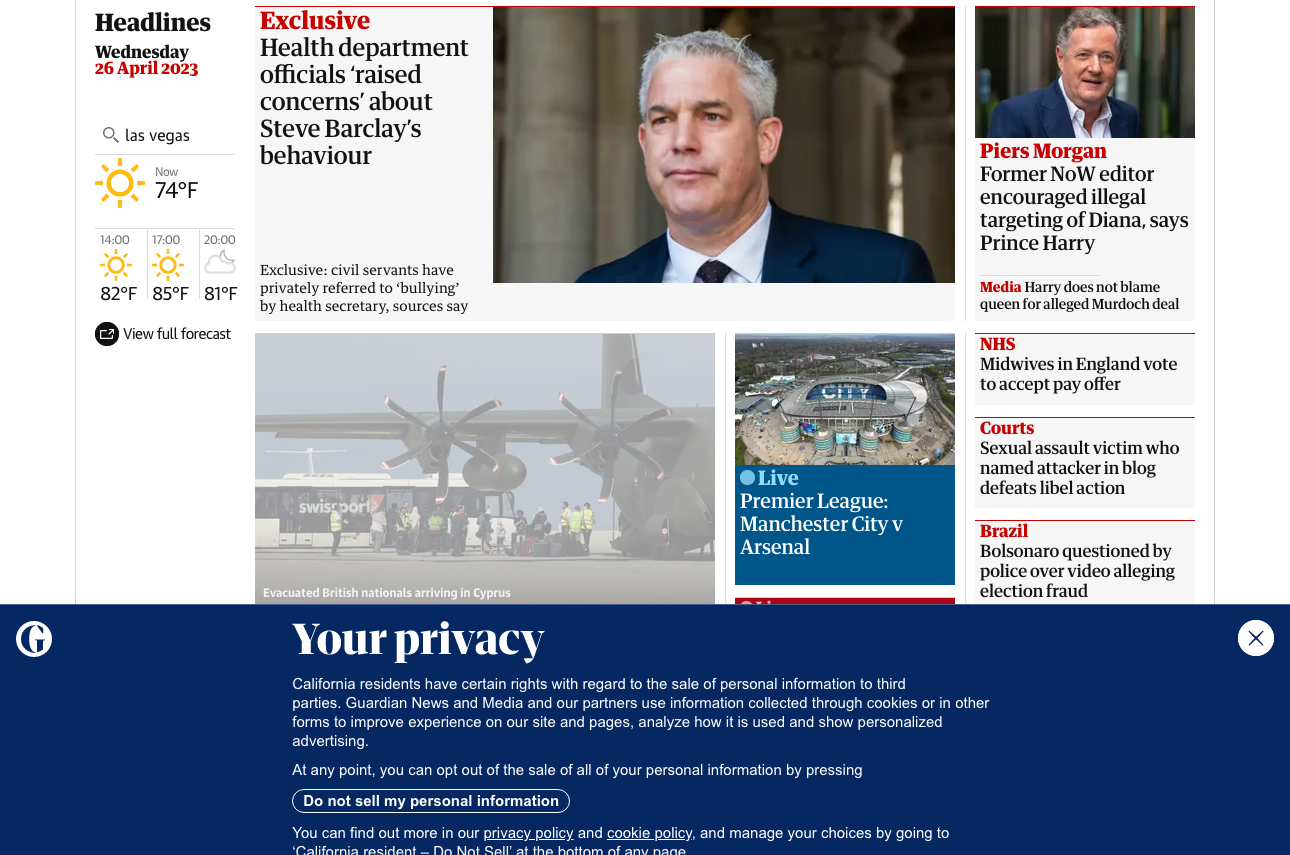 Headlines
Wednesday
26 April 2023
las vegas
Now
74°F
14:00
17:00
20:00
82°F
85°F
81°F
View full forecast
Exclusive
Health department
officials ‘raised
concerns’ about
Steve Barclay’s
behaviour
Exclusive: civil servants have
privately referred to ‘bullying’
by health secretary, sources say
Piers Morgan
Former NoW editor
encouraged illegal
targeting of Diana, says
Prince Harry
Media Harry does not blame
queen for alleged Murdoch deal
swissport
Evacuated British nationals arriving in Cyprus
CITY
Live
Premier League:
Manchester City v
Arsenal
Live
NHS
Midwives in England vote
to accept pay offer
Courts
Sexual assault victim who
named attacker in blog
defeats libel action
Brazil
Bolsonaro questioned by
police over video alleging
election fraud
G
Your privacy
California residents have certain rights with regard to the sale of personal information to third
parties. Guardian News and Media and our partners use information collected through cookies or in other
forms to improve experience on our site and pages, analyze how it is used and show personalized
advertising.
At any point, you can opt out of the sale of all of your personal information by pressing
Do not sell my personal information
You can find out more in our privacy policy and cookie policy, and manage your choices by going to
‘California resident – Do Not Sell’ at the bottom of any page